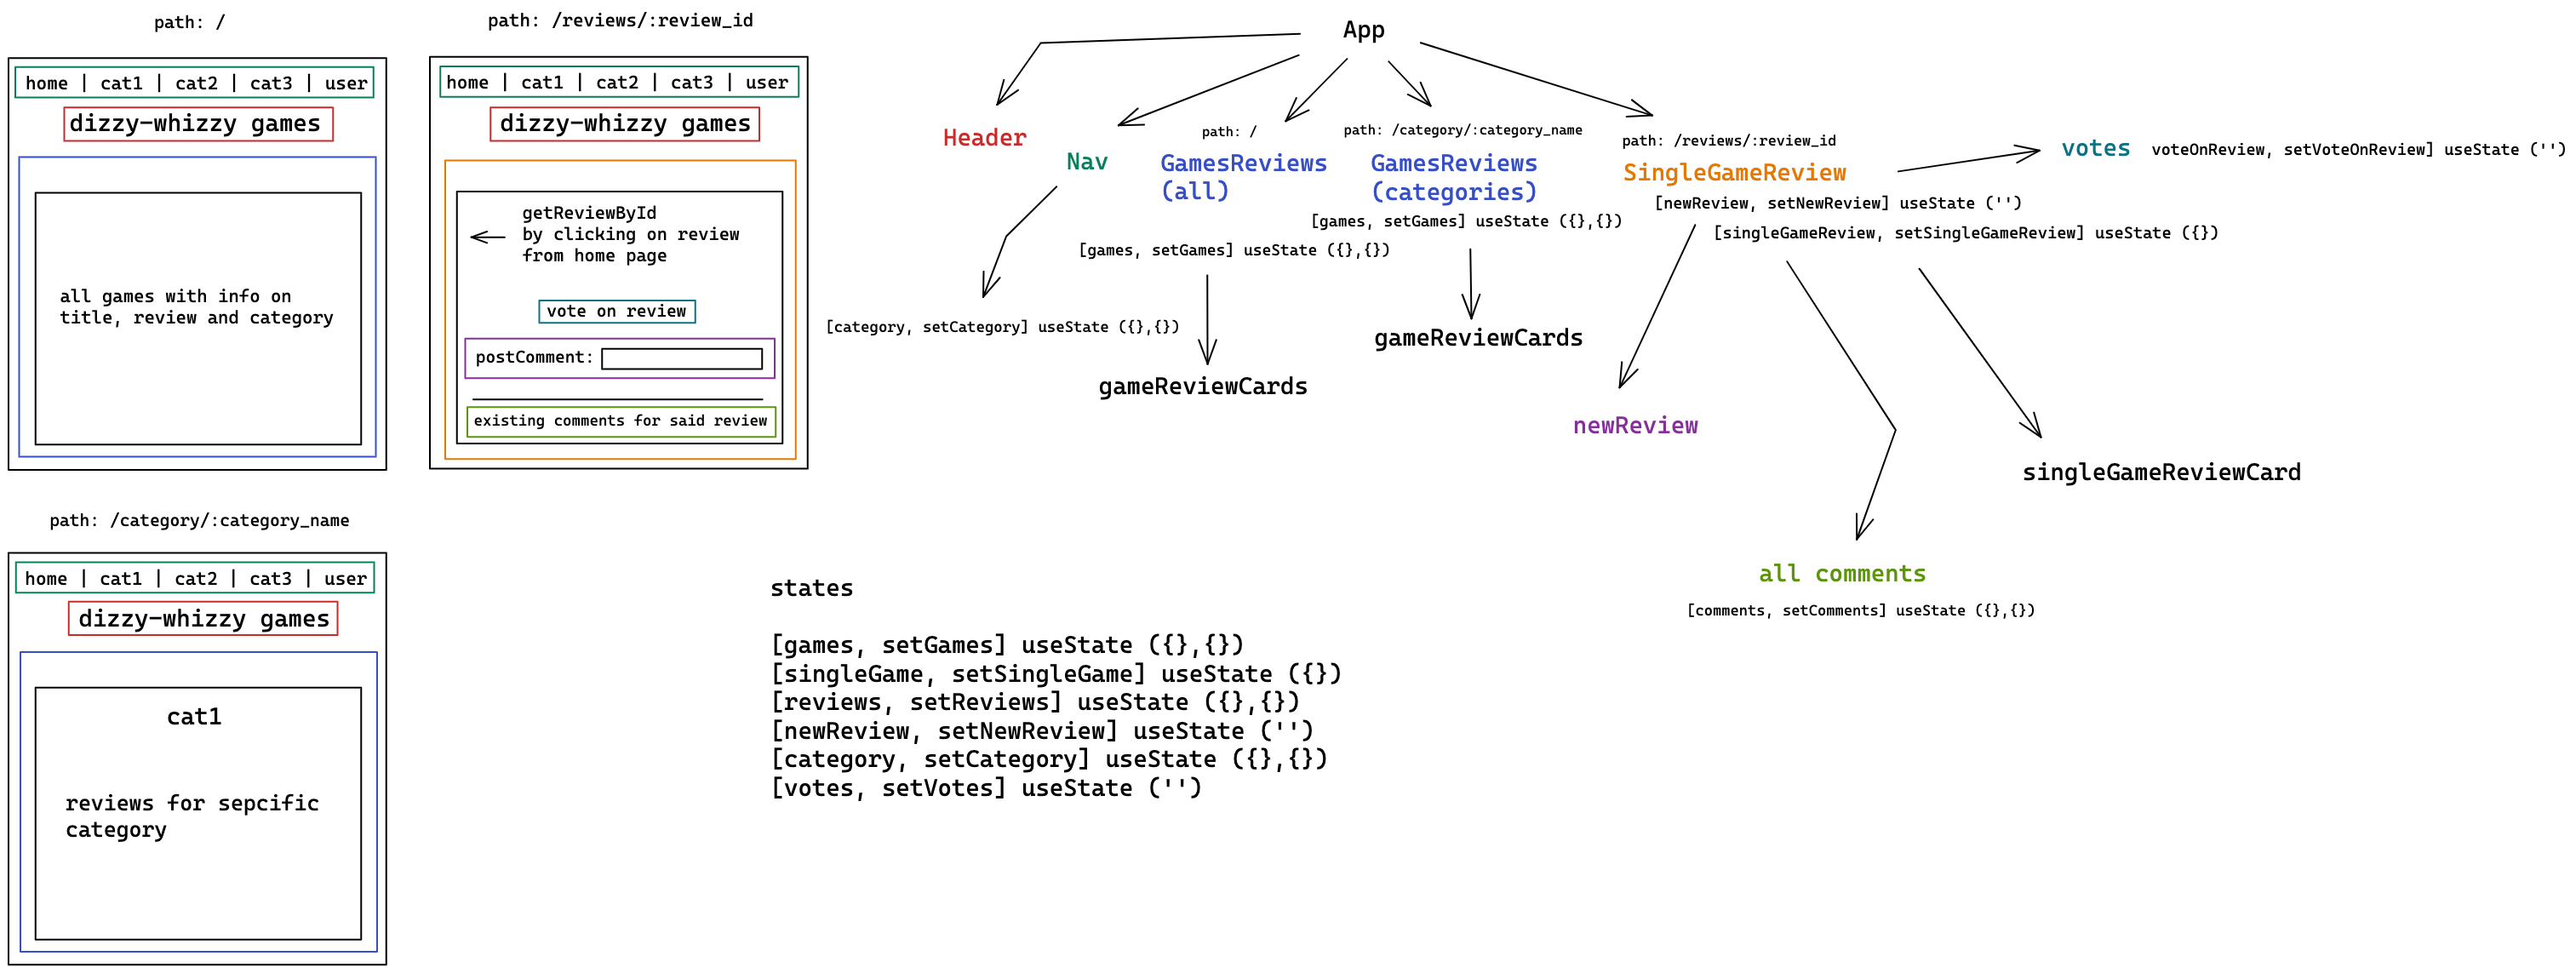 path: /
home | cat1 | cat2 | cat3 | user
dizzy-whizzy games
all games with info on
title, review and category
path: /reviews/:review_id
home | cat1 | cat2 | cat3 | user
dizzy-whizzy games
getReviewById
by clicking on review
from home page
vote on review
postComment:
existing comments for said review
path: /category/:category_name
home | cat1 | cat2 | cat3 | user
dizzy-whizzy games
cat1
reviews for sepcific
category
App
Header
Nav
[category, setCategory] useState ({},{})
path: /
GamesReviews
(all)
[games, setGames] useState ({},{})
gameReviewCards
path: /category/:category_name
GamesReviews
(categories)
[games, setGames] useState ({},{})
gameReviewCards
path: /reviews/:review_id
SingleGameReview
[newReview, setNewReview] useState ('')
[singleGameReview, setSingleGameReview] useState ({})
votes
voteOnReview, setVoteOnReview] useState ('')
newReview
singleGameReviewCard
all comments
[comments, setComments] useState ({},{})
states
[games, setGames] useState ({},{})
[singleGame, setSingleGame] useState ({})
[reviews, setReviews] useState ({},{})
[newReview, setNewReview] useState ('')
[category, setCategory] useState ({},{})
[votes, setVotes] useState ('')